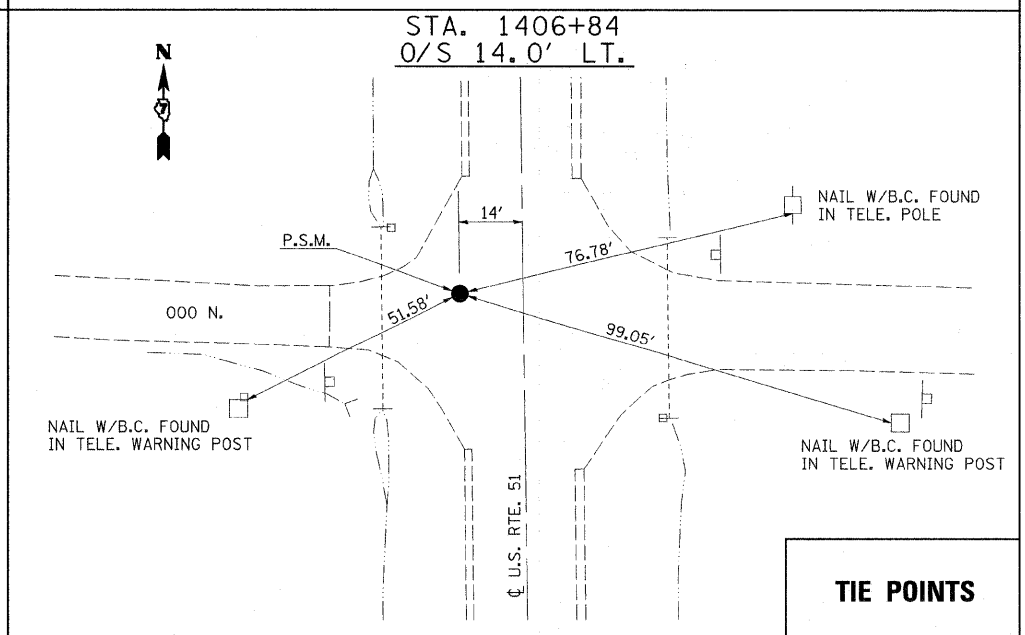 STA. 1406+84
O/S 14.0' LT.
N
7
14'
NAIL W/B.C. FOUND
IN TELE. POLE
P.S.M.
76.78'
000 N.
51.58'
99.05'
NAIL W/B.C. FOUND
IN TELE. WARNING POST
NAIL W/B.C. FOUND
IN TELE. WARNING POST
℄ U.S. RTE. 51
TIE POINTS